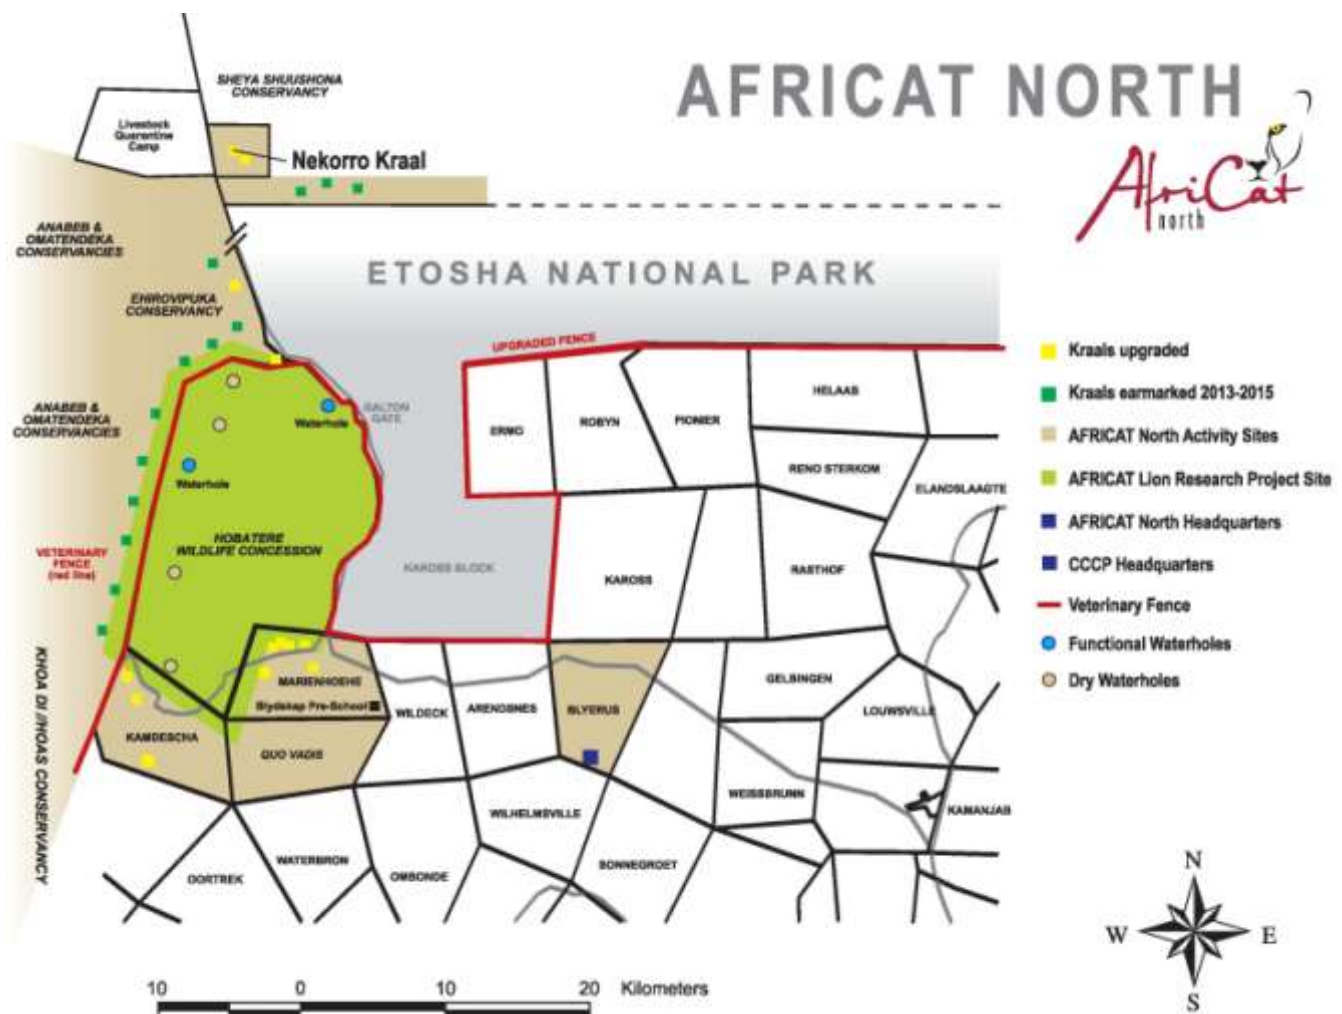 AFRICAT NORTH
AfriCat
north
SHEYA SHUUSHONA
CONSERVANCY
Livestock
Quarantine
Camp
Nekorro Kraal
ANABEB &
OMATENDEKA
CONSERVANCIES
ETOSHA NATIONAL PARK
EHIROVIPUKA
CONSERVANCY
UPGRADED FENCE
Kraals upgraded
Kraals earmarked 2013-2015
AFRICAT North Activity Sites
AFRICAT Lion Research Project Site
AFRICAT North Headquarters
CCCP Headquarters
Veterinary Fence
Functional Waterholes
Dry Waterholes
HELAAS
ERMO
ROBYN
PIONIER
GALTON
GATE
Waterhole
ANABEB &
OMATENDEKA
CONSERVANCIES
RENO STERKOM
ELANDSLAAGTE
Waterhole
HOBATERE
WILDLIFE CONCESSION
VETERINARY
FENCE
(red line)
KAROSS BLOCK
KAROSS
RASTHOF
KHOA DI //HOAS CONSERVANCY
MARIENHOEHE
Blydskap Pre-School
GELBINGEN
WILDECK
ARENDSNES
BLYERUS
LOUWSVILLE
KAMDESCHA
QUO VADIS
WEISSBRUNN
KAMANJAB
WILHELMSVILLE
WATERBRON
SONNEGROET
OORTREK
OMBONDE
N
W
E
S
10
0
10
20
Kilometers